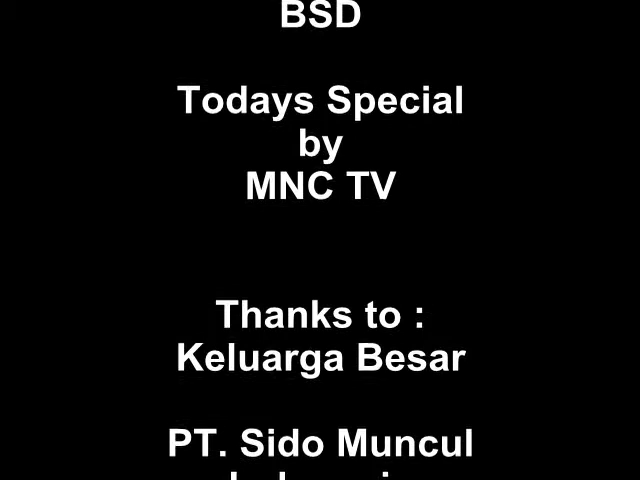 BSD
Todays Special
by
MNC TV
Thanks to :
Keluarga Besar
PT. Sido Muncul